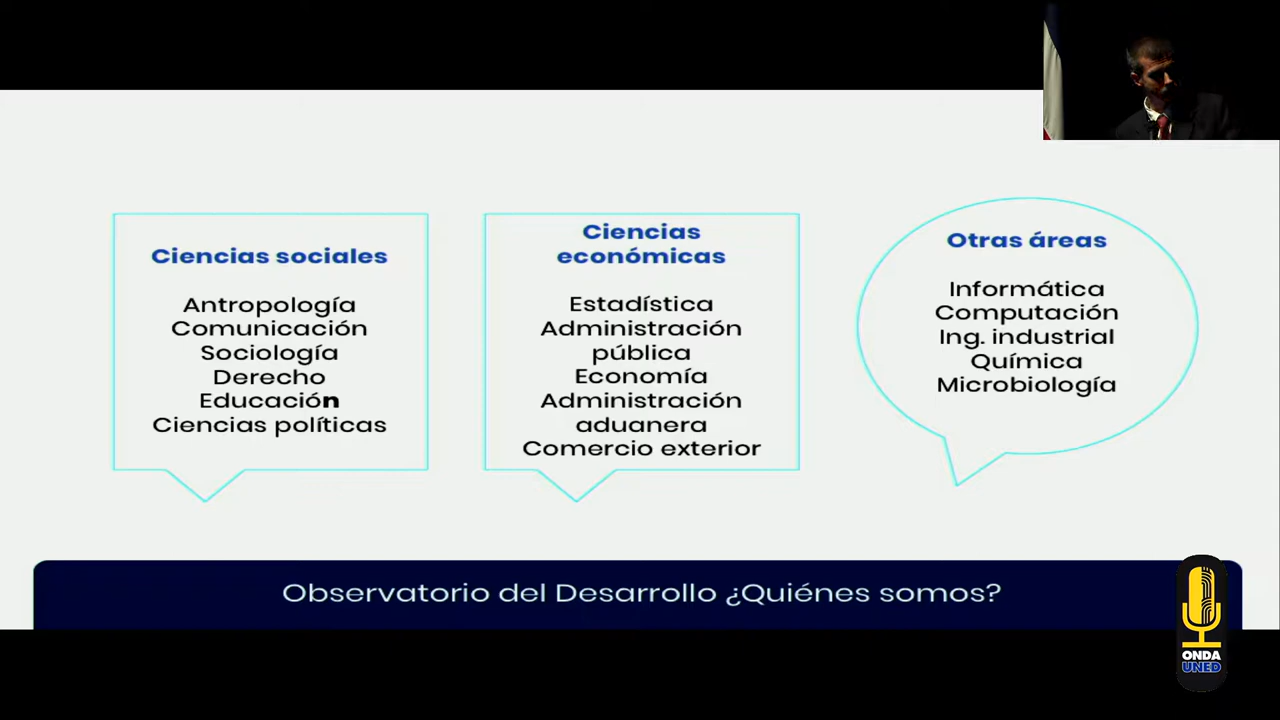 Ciencias sociales
Antropología
Comunicación
Sociología
Derecho
Educación
Ciencias políticas
Ciencias
económicas
Estadística
Administración
pública
Economía
Administración
aduanera
Comercio exterior
Otras áreas
Informática
Computación
Ing. industrial
Química
Microbiología
Observatorio del Desarrollo ¿Quiénes somos?
ONDA
UNED